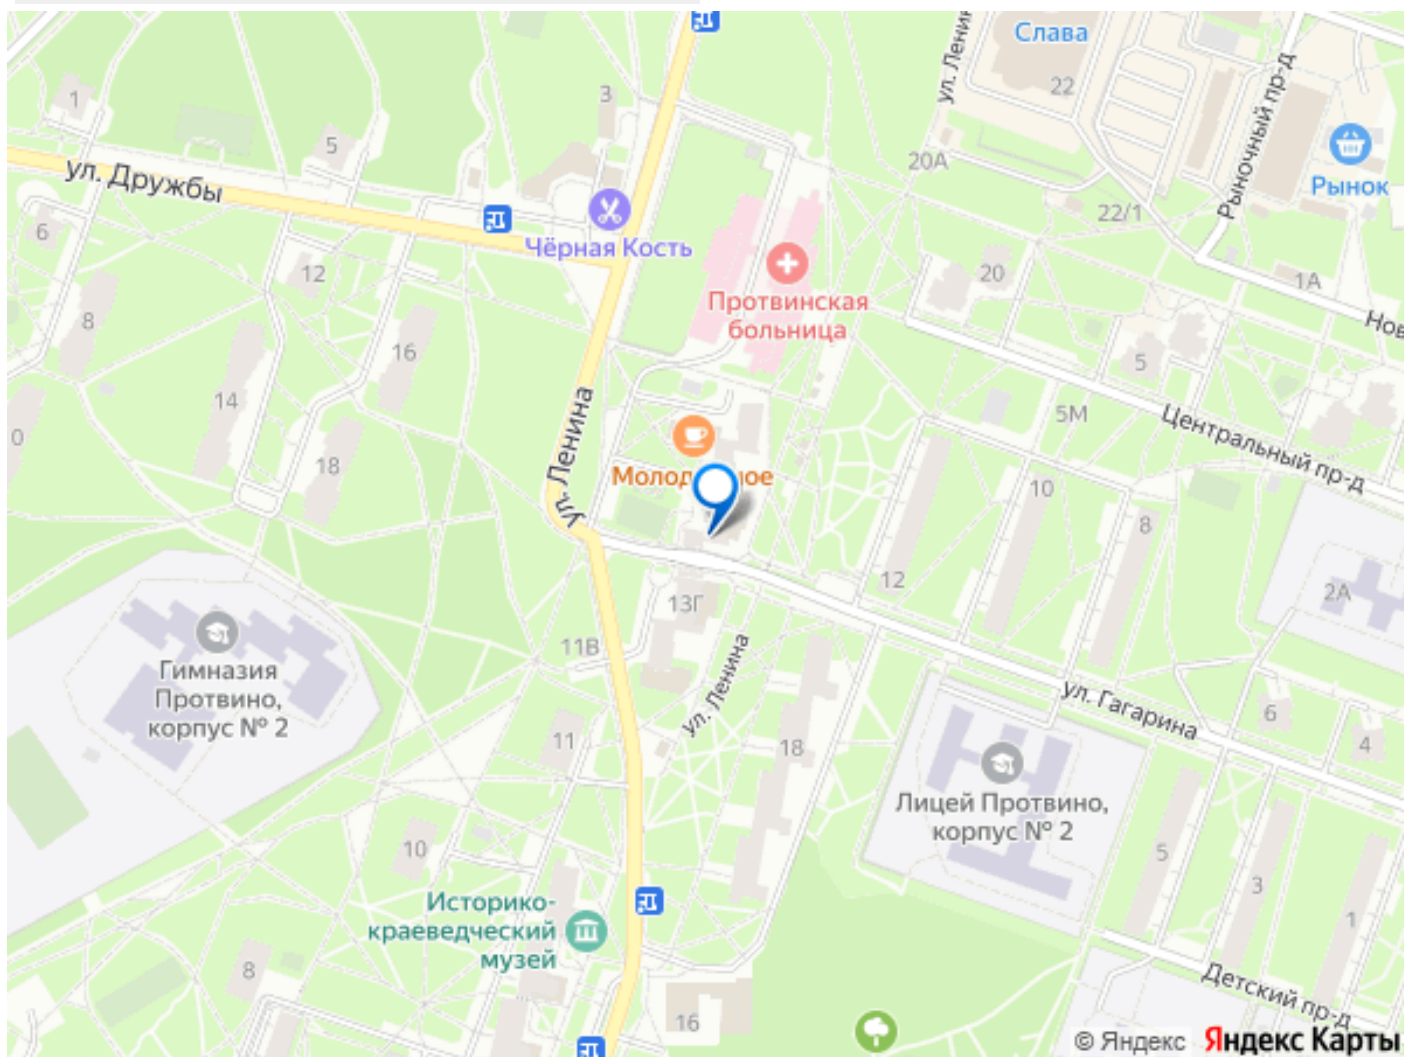 Слава
22
ул. Ленин
Рыночный пр-д
Рынок
1
3
5
20А
22/1
ул. Дружбы
6
Чёрная Кость
12
Протвинская
больница
20
1А
Нов
8
16
5
14
5М
Центральный пр-д
ул. Ленина
0
18
10
8
12
2А
13Г
11В
Гимназия
Протвино,
корпус № 2
ул. Ленина
ул. Гагарина
6
4
11
18
Лицей Протвино,
корпус № 2
10
5
3
1
Историко-
краеведческий
музей
8
16
Детский пр-д
© Яндекс Яндекс Карты